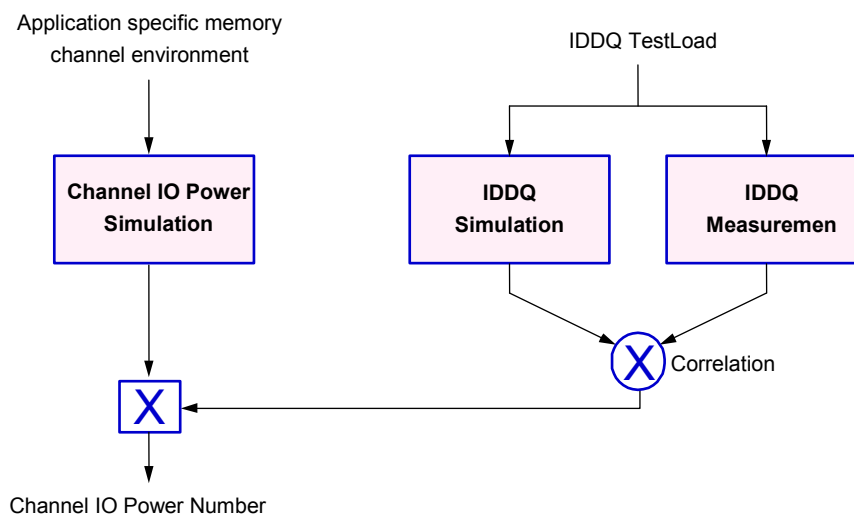 Application specific memory
channel environment
IDDQ TestLoad
Channel IO Power
Simulation
IDDQ
Simulation
IDDQ
Measuremen
X
Correlation
X
Channel IO Power Number